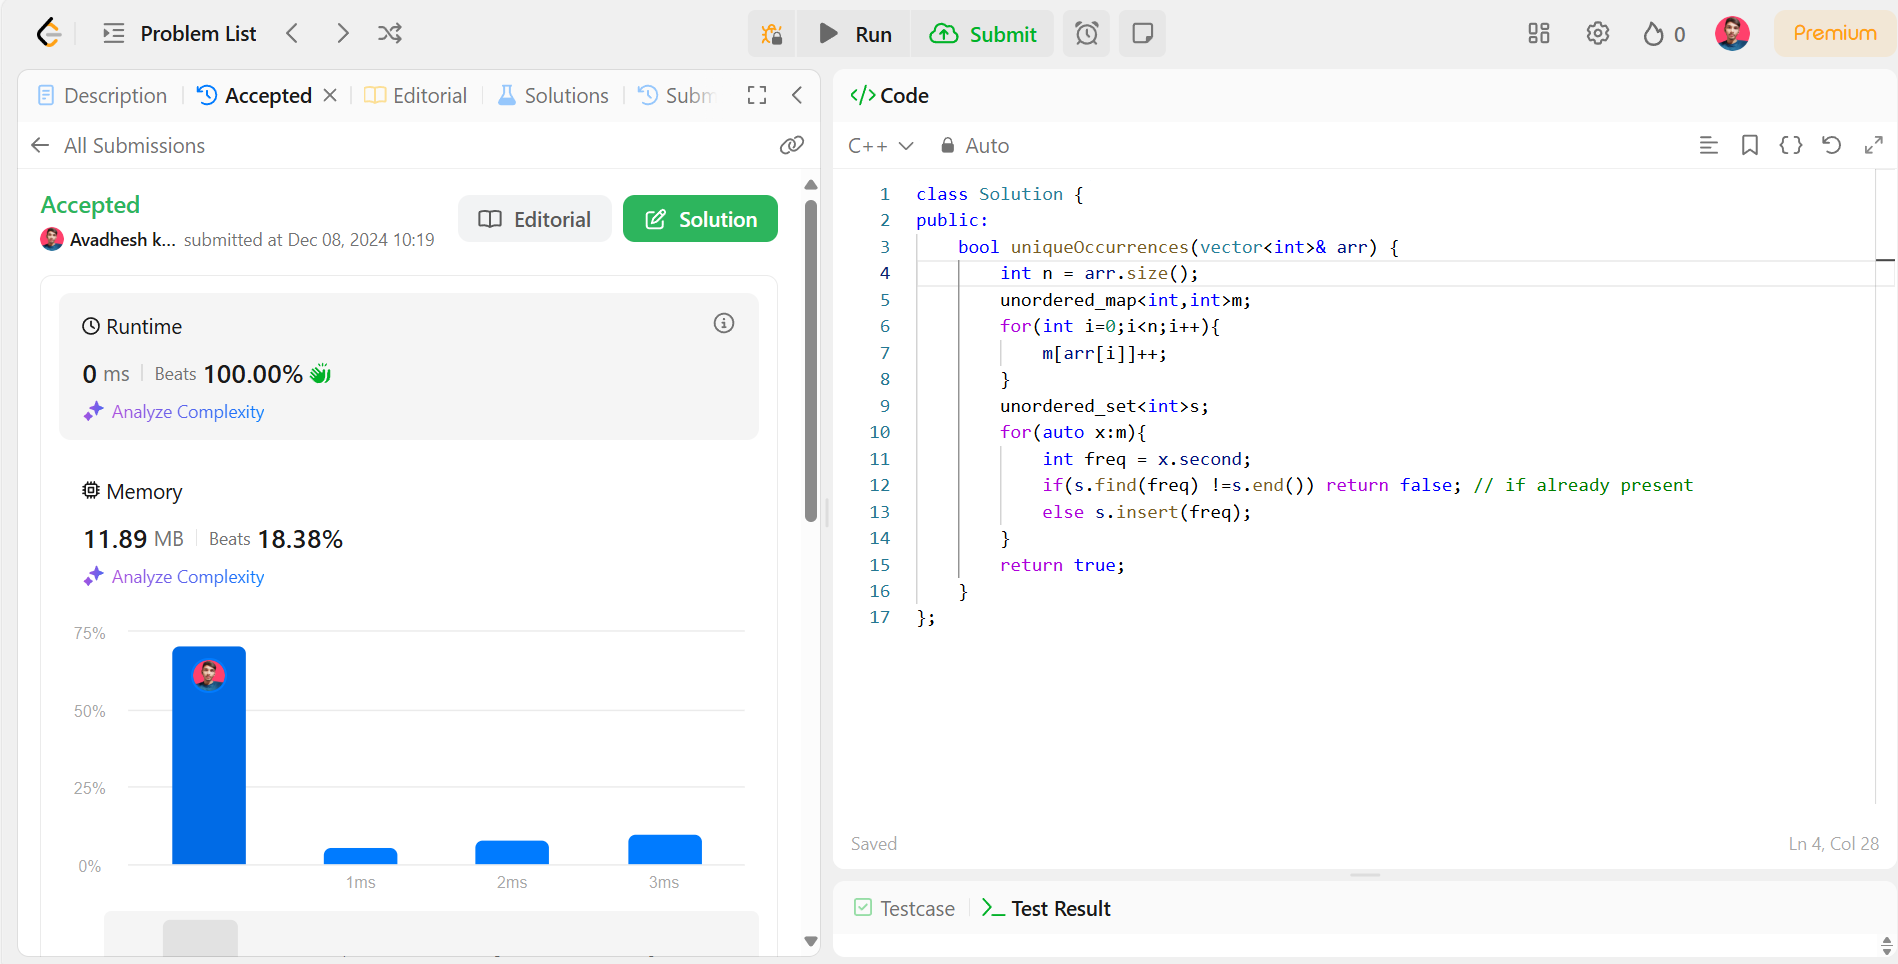 Problem List
Run
Submit
0
Premium
Description
Accepted
Editorial
Solutions
All Submissions
Accepted
Editorial
Solution
Avadhesh k... submitted at Dec 08, 2024 10:19
Runtime
0 ms Beats 100.00%
Analyze Complexity
Memory
11.89 MB Beats 18.38%
Analyze Complexity
75%
50%
25%
0%
1ms 2ms 3ms
</> Code
C++ Auto
1 class Solution {
2 public:
3 bool uniqueOccurrences(vector<int>& arr) {
4 int n = arr.size();
5 unordered_map<int,int>m;
6 for(int i=0;i<n;i++){
7 m[arr[i]]++;
8 }
9 unordered_set<int>s;
10 for(auto x:m){
11 int freq = x.second;
12 if(s.find(freq) !=s.end()) return false; // if already present
13 else s.insert(freq);
14 }
15 return true;
16 }
17 };
Saved
Ln 4, Col 28
Testcase
Test Result